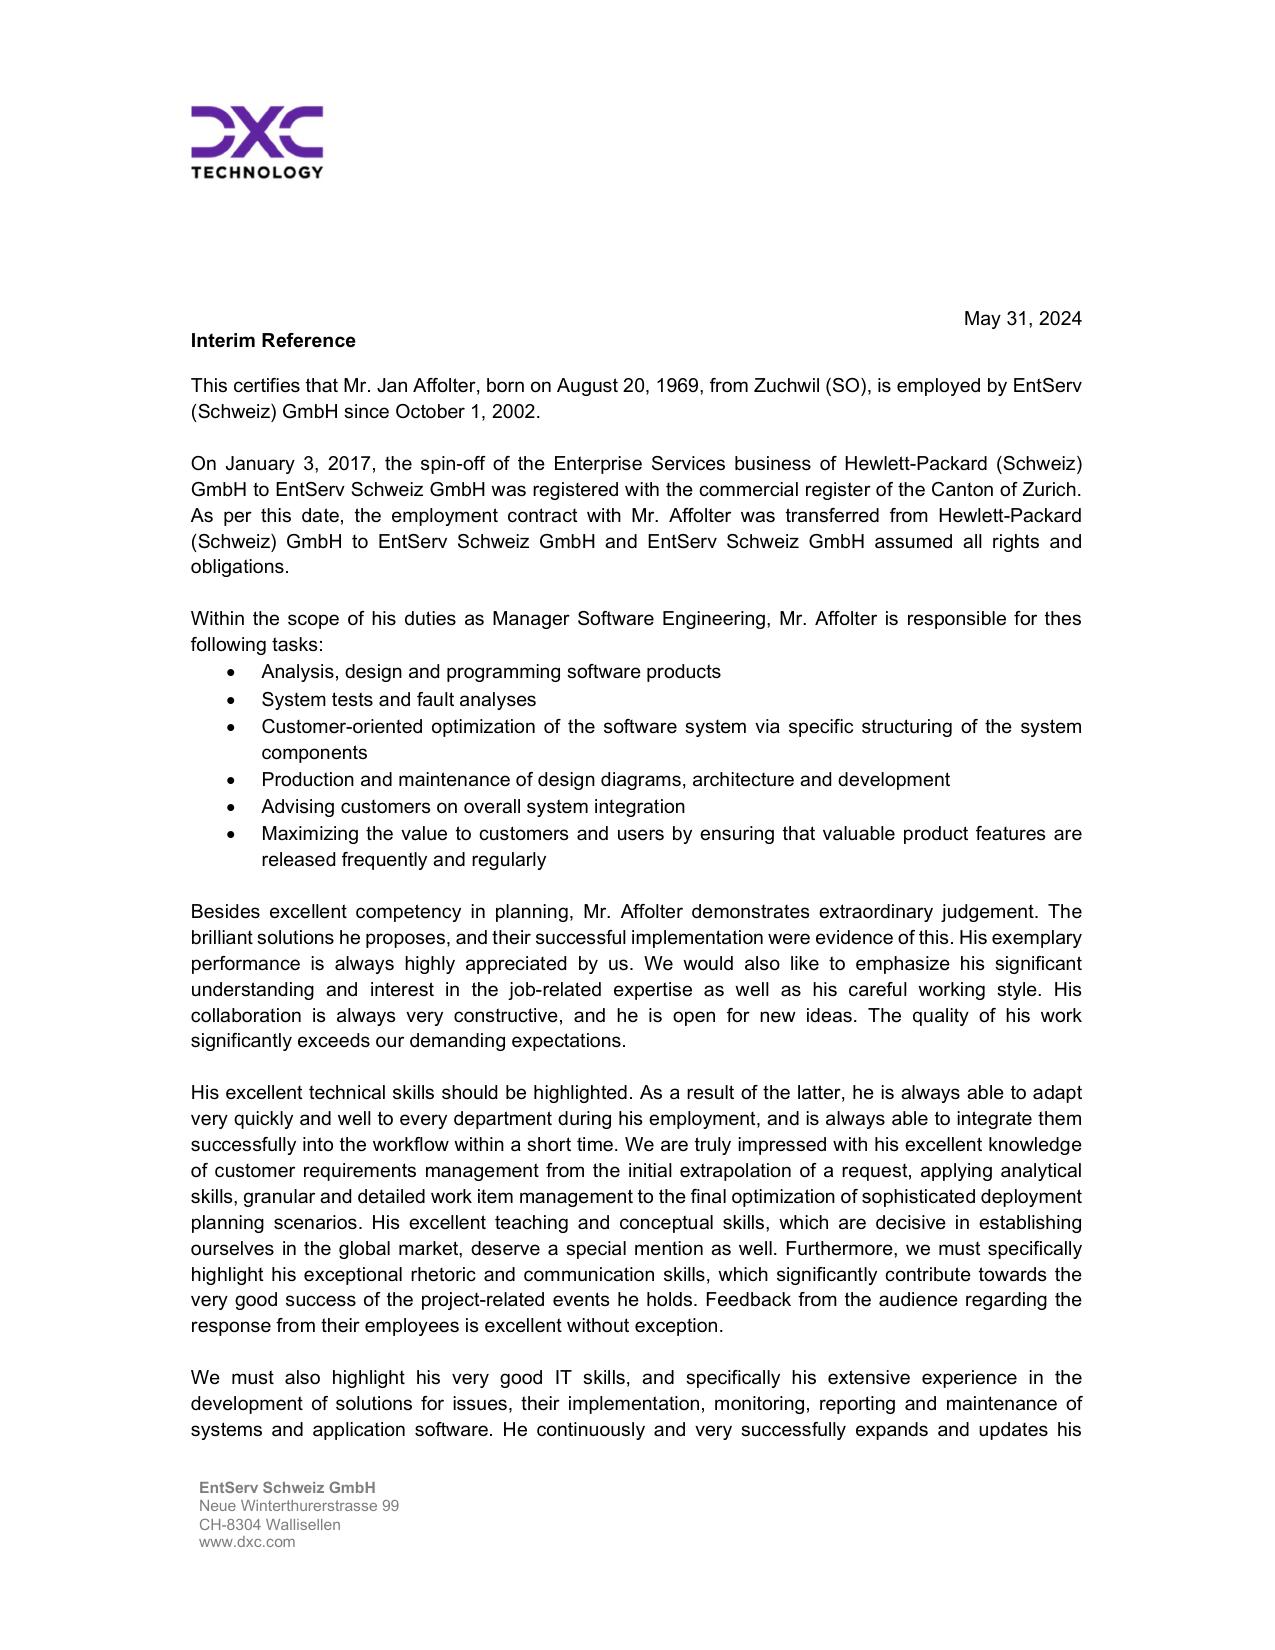 DXC
TECHNOLOGY
May 31, 2024
Interim Reference
This certifies that Mr. Jan Affolter, born on August 20, 1969, from Zuchwil (SO), is employed by EntServ
(Schweiz) GmbH since October 1, 2002.
On January 3, 2017, the spin-off of the Enterprise Services business of Hewlett-Packard (Schweiz)
GmbH to EntServ Schweiz GmbH was registered with the commercial register of the Canton of Zurich.
As per this date, the employment contract with Mr. Affolter was transferred from Hewlett-Packard
(Schweiz) GmbH to EntServ Schweiz GmbH and EntServ Schweiz GmbH assumed all rights and
obligations.
Within the scope of his duties as Manager Software Engineering, Mr. Affolter is responsible for thes
following tasks:
• Analysis, design and programming software products
• System tests and fault analyses
• Customer-oriented optimization of the software system via specific structuring of the system
components
• Production and maintenance of design diagrams, architecture and development
• Advising customers on overall system integration
• Maximizing the value to customers and users by ensuring that valuable product features are
released frequently and regularly
Besides excellent competency in planning, Mr. Affolter demonstrates extraordinary judgement. The
brilliant solutions he proposes, and their successful implementation were evidence of this. His exemplary
performance is always highly appreciated by us. We would also like to emphasize his significant
understanding and interest in the job-related expertise as well as his careful working style. His
collaboration is always very constructive, and he is open for new ideas. The quality of his work
significantly exceeds our demanding expectations.
His excellent technical skills should be highlighted. As a result of the latter, he is always able to adapt
very quickly and well to every department during his employment, and is always able to integrate them
successfully into the workflow within a short time. We are truly impressed with his excellent knowledge
of customer requirements management from the initial extrapolation of a request, applying analytical
skills, granular and detailed work item management to the final optimization of sophisticated deployment
planning scenarios. His excellent teaching and conceptual skills, which are decisive in establishing
ourselves in the global market, deserve a special mention as well. Furthermore, we must specifically
highlight his exceptional rhetoric and communication skills, which significantly contribute towards the
very good success of the project-related events he holds. Feedback from the audience regarding the
response from their employees is excellent without exception.
We must also highlight his very good IT skills, and specifically his extensive experience in the
development of solutions for issues, their implementation, monitoring, reporting and maintenance of
systems and application software. He continuously and very successfully expands and updates his
EntServ Schweiz GmbH
Neue Winterthurerstrasse 99
CH-8304 Wallisellen
www.dxc.com